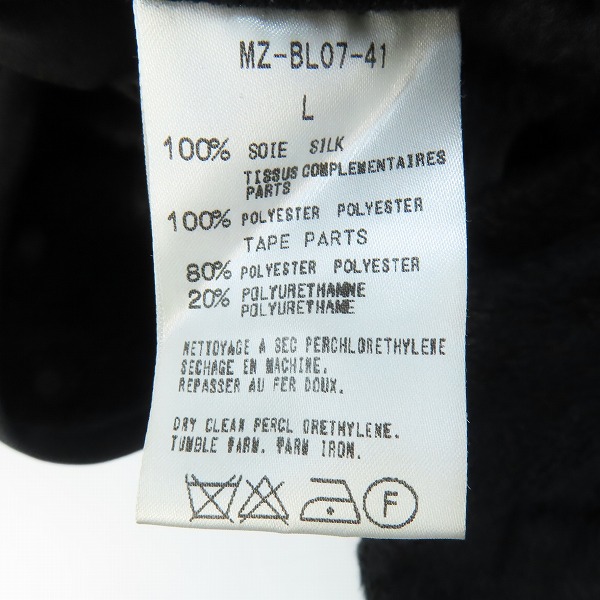 MZ-BL07-41
L
100% SOIE SILK
TISSUS COMPLEMENTAIRES
PARTS
100% POLYESTER POLYESTER
TAPE PARTS
80% POLYESTER POLYESTER
20% POLYURETHANNE
POLYURETHANE
NETTOYAGE A SEC PERCHLORETHYLENE
SECHAGE EN MACHINE.
REPASSER AU FER DOUX.
DRY CLEAN PERCL ORETHYLENE.
TUMBLE WARM. WARM IRON.
F